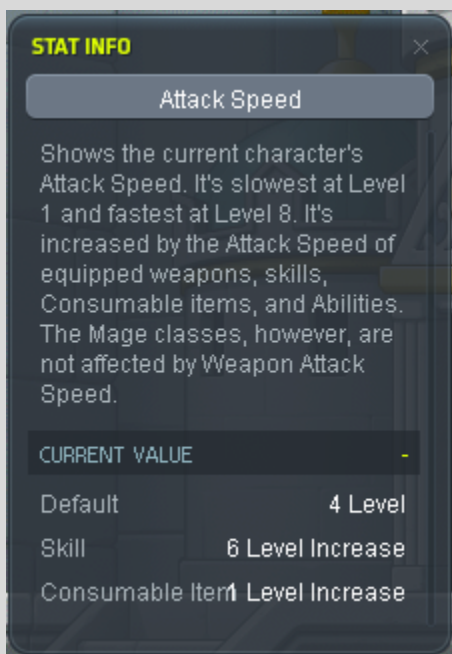 STAT INFO
Attack Speed
Shows the current character's
Attack Speed. It's slowest at Level
1 and fastest at Level 8. It's
increased by the Attack Speed of
equipped weapons, skills,
Consumable items, and Abilities.
The Mage classes, however, are
not affected by Weapon Attack
Speed.
CURRENT VALUE -
Default 4 Level
Skill 6 Level Increase
Consumable Item 1 Level Increase